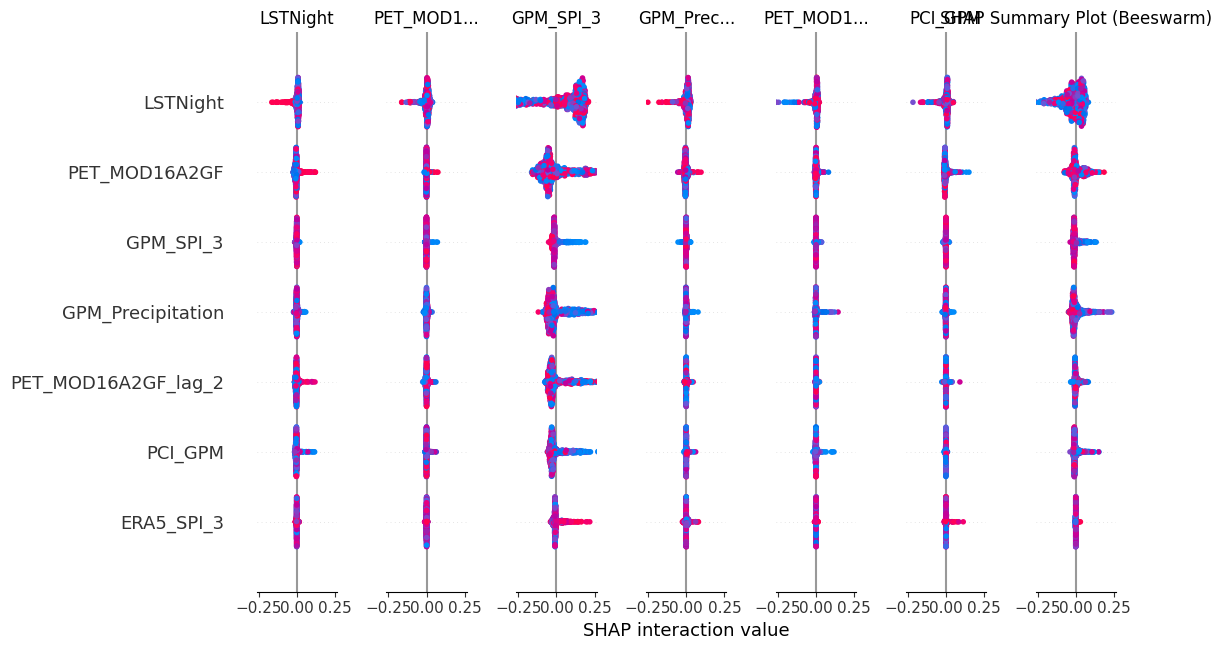 LSTNight PET_MOD1... GPM_SPI_3 GPM_Prec... PET_MOD1... PCI_GPM SHAP Summary Plot (Beeswarm)
LSTNight
PET_MOD16A2GF
GPM_SPI_3
GPM_Precipitation
PET_MOD16A2GF_lag_2
PCI_GPM
ERA5_SPI_3
−0.25 0.00 0.25 −0.25 0.00 0.25 −0.25 0.00 0.25 −0.25 0.00 0.25 −0.25 0.00 0.25 −0.25 0.00 0.25 −0.25 0.00 0.25
SHAP interaction value